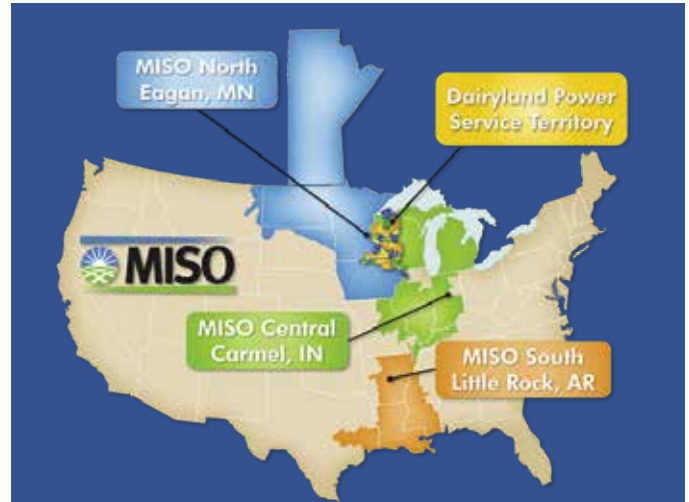 MISO North
Eagan, MN
Dairyland Power
Service Territory
MISO
MISO Central
Carmel, IN
MISO South
Little Rock, AR